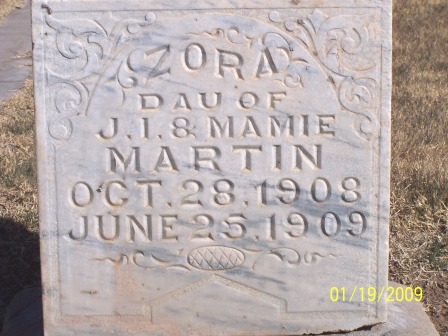 ZORA
DAU OF
J. I. & MAMIE
MARTIN
OCT. 28. 1908
JUNE 25. 1909
01/19/2009